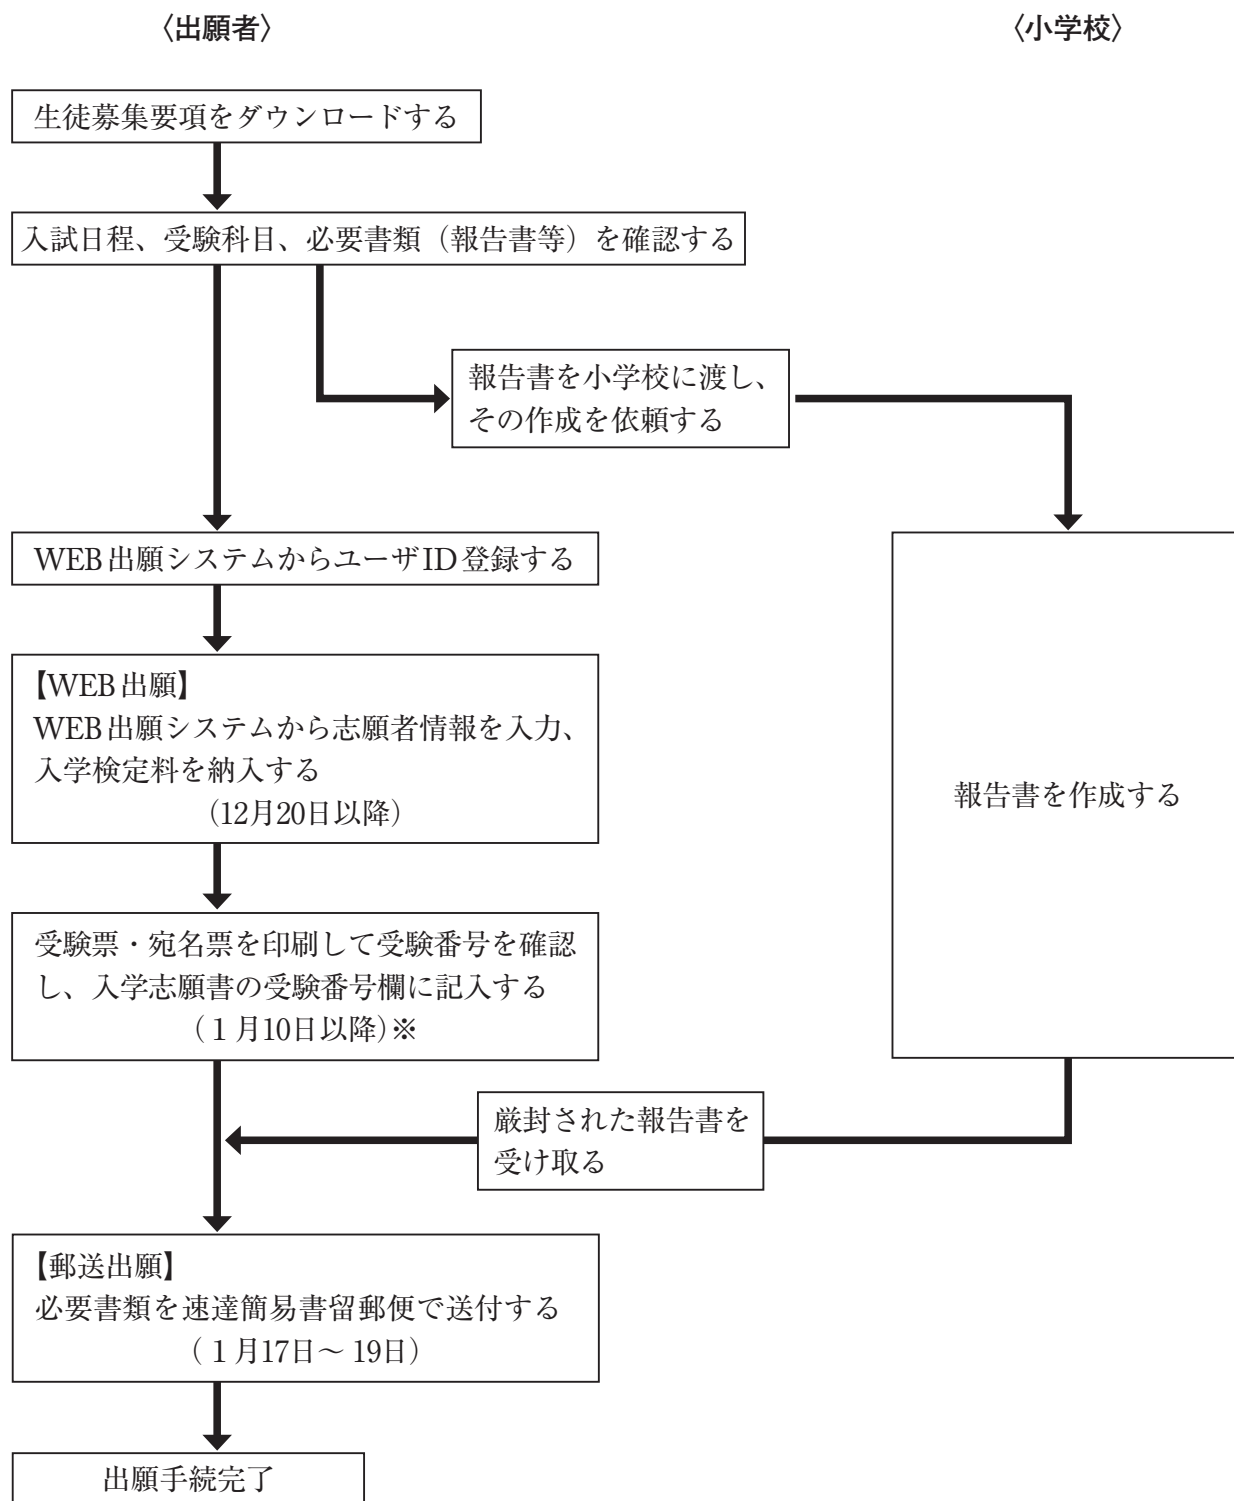 〈出願者〉
〈小学校〉
生徒募集要項をダウンロードする
入試日程、受験科目、必要書類（報告書等）を確認する
報告書を小学校に渡し、
その作成を依頼する
WEB出願システムからユーザID登録する
【WEB出願】
WEB出願システムから志願者情報を入力、
入学検定料を納入する
（12月20日以降）
報告書を作成する
受験票・宛名票を印刷して受験番号を確認
し、入学志願書の受験番号欄に記入する
（１月10日以降）※
厳封された報告書を
受け取る
【郵送出願】
必要書類を速達簡易書留郵便で送付する
（１月17日～19日）
出願手続完了